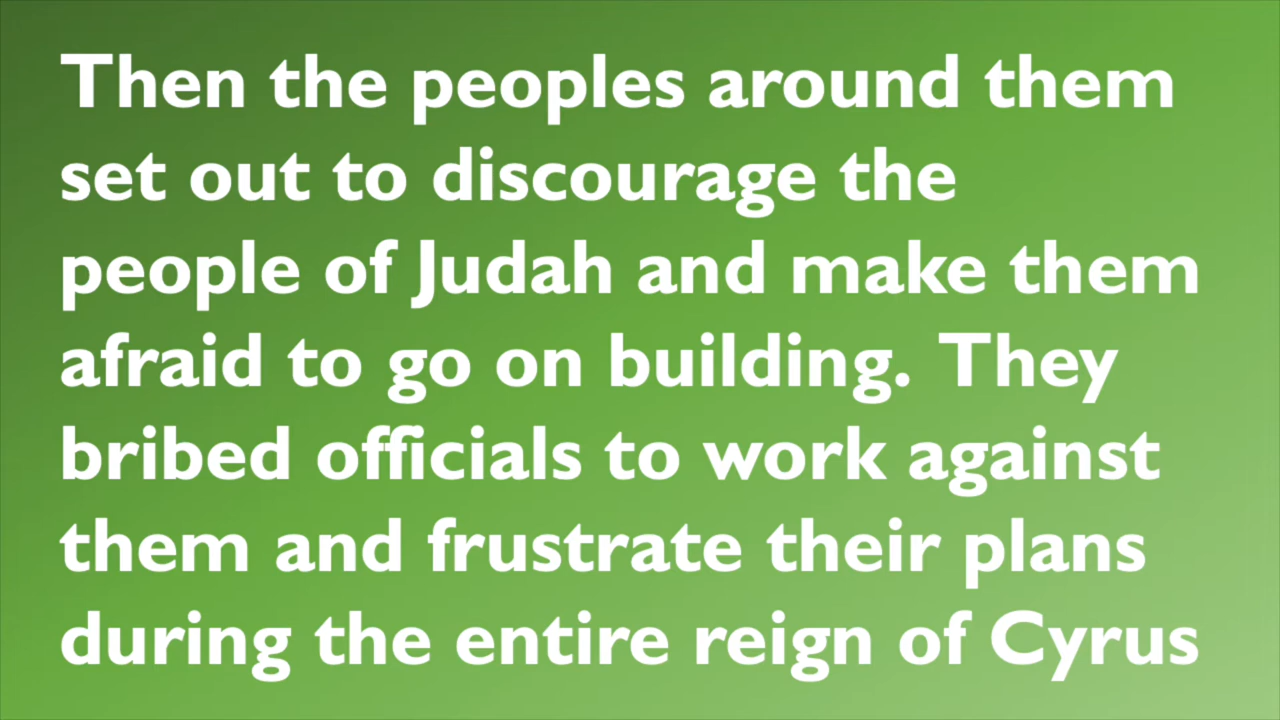 Then the peoples around them
set out to discourage the
people of Judah and make them
afraid to go on building. They
bribed officials to work against
them and frustrate their plans
during the entire reign of Cyrus